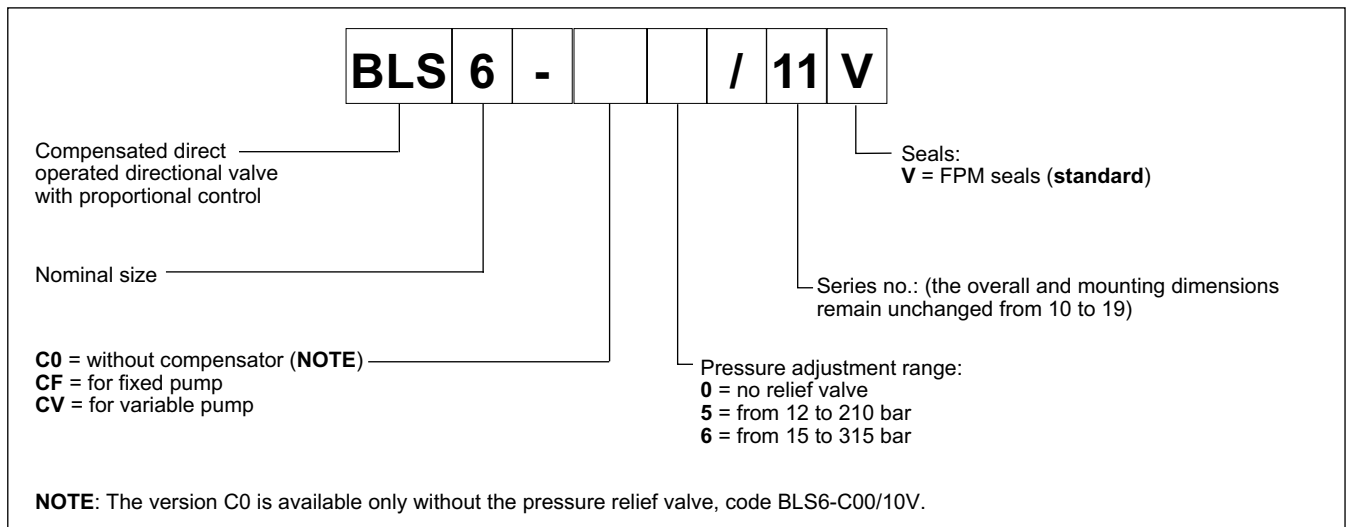 BLS 6 - / 11 V
Compensated direct
operated directional valve
with proportional control
Seals:
V = FPM seals (standard)
Nominal size
Series no.: (the overall and mounting dimensions
remain unchanged from 10 to 19)
C0 = without compensator (NOTE)
CF = for fixed pump
CV = for variable pump
Pressure adjustment range:
0 = no relief valve
5 = from 12 to 210 bar
6 = from 15 to 315 bar
NOTE: The version C0 is available only without the pressure relief valve, code BLS6-C00/10V.